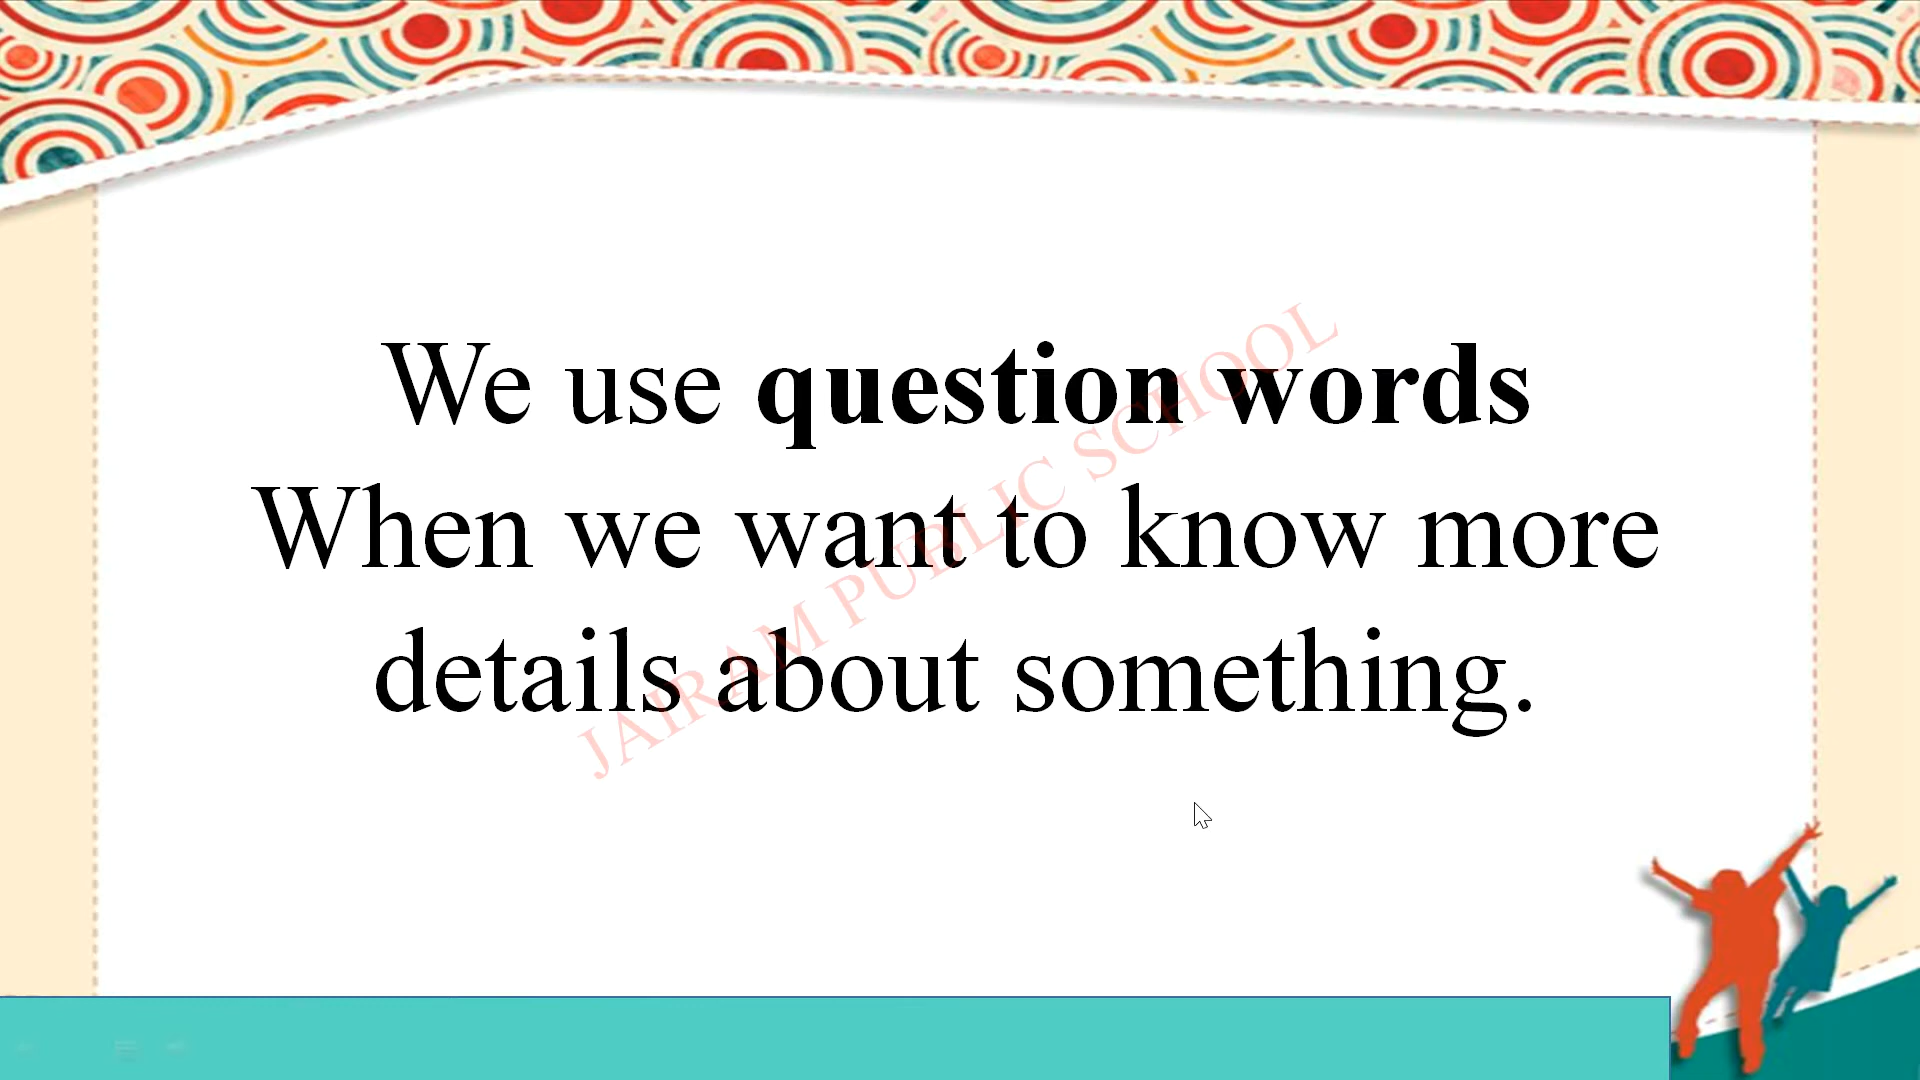 We use question words
When we want to know more
details about something.
JAIRAM PUBLIC SCHOOL